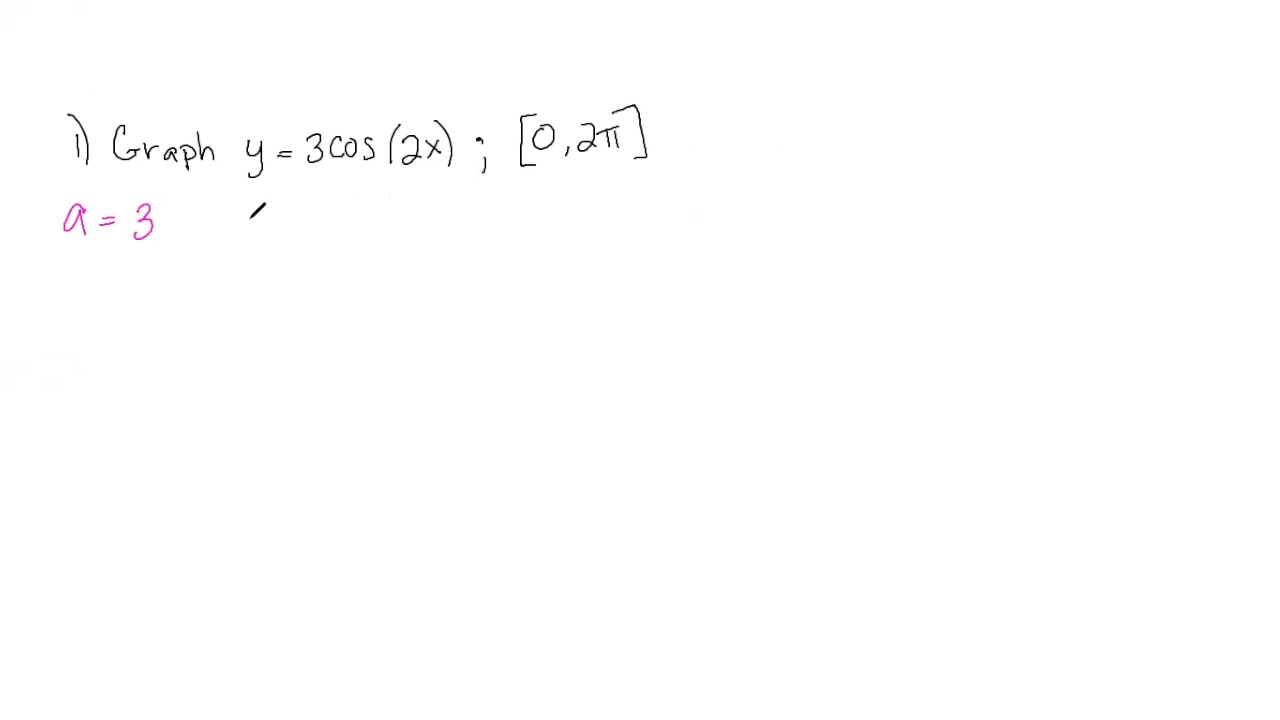 1) Graph y = 3cos(2x) ; [0, 2π]
a = 3